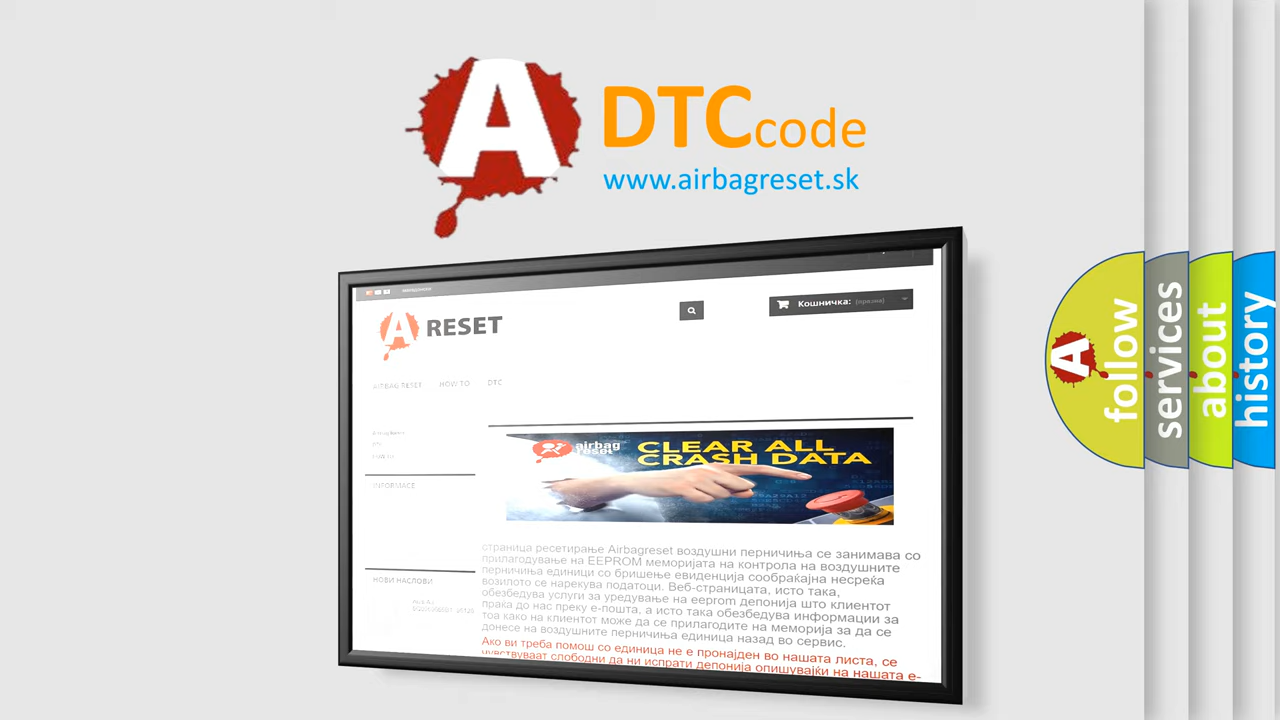 A
DTCcode
www.airbagreset.sk
A RESET
Кошничка: (празна)
AIRBAG RESET HOW TO DTC
INFORMACE
airbag
reset
CLEAR ALL
CRASH DATA
страница ресетирање Airbagreset воздушни перничиња се занимава со
прилагодување на EEPROM меморијата на контрола на воздушните
перничиња единици со бришење евиденција сообраќајна несреќа
возилото се нарекува податоци. Веб-страницата, исто така,
обезбедува услуги за уредување на eeprom депонија што клиентот
праќа до нас преку е-пошта, а исто така обезбедува информации за
тоа како на клиентот може да се прилагодите на меморија за да се
донесе на воздушните перничиња единица назад во сервис.
Ако ви треба помош со единица не е пронајден во нашата листа, се
чувствуваат слободни да ни испрати депонија опишувајќи на нашата е-
НОВИ НАСЛОВИ
A
follow
services
about
history